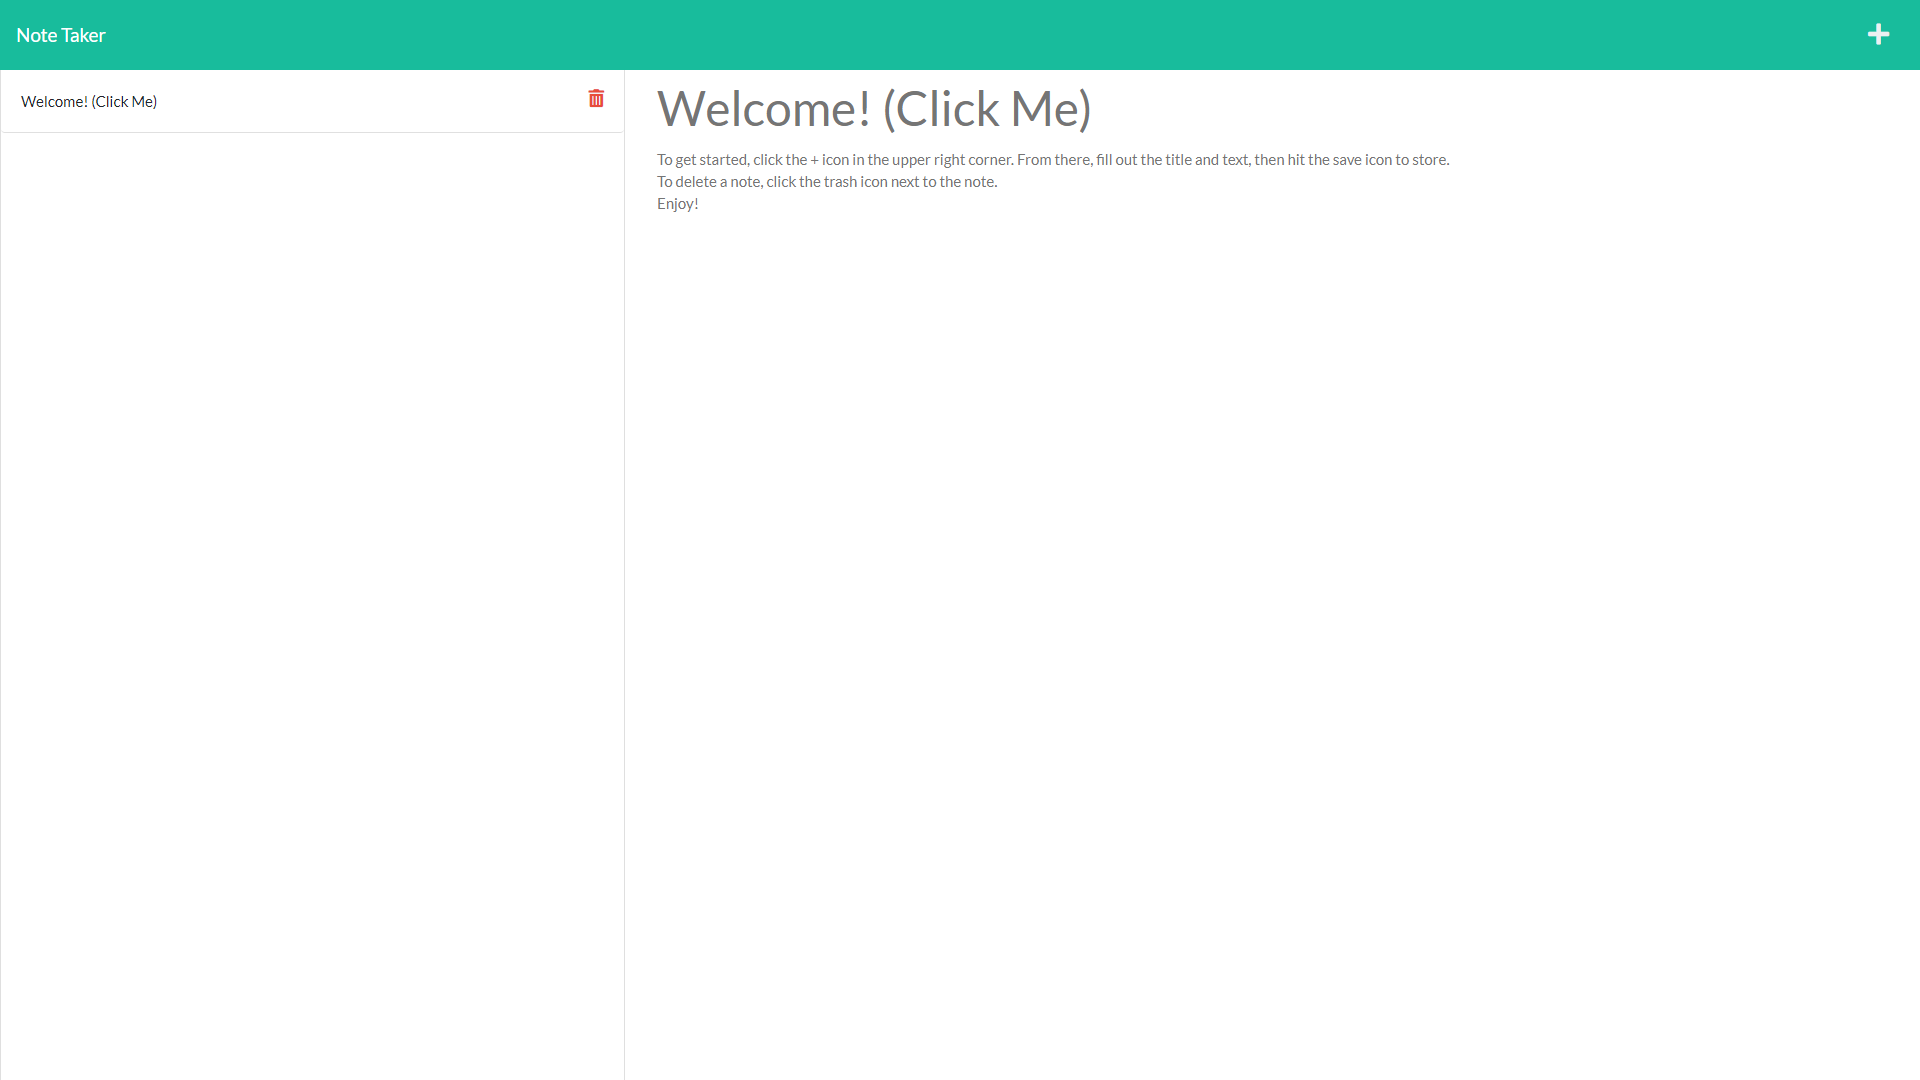 Note Taker
Welcome! (Click Me)
Welcome! (Click Me)
To get started, click the + icon in the upper right corner. From there, fill out the title and text, then hit the save icon to store.
To delete a note, click the trash icon next to the note.
Enjoy!